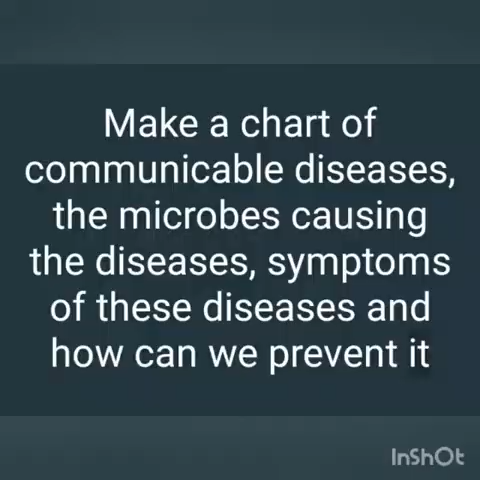 Make a chart of
communicable diseases,
the microbes causing
the diseases, symptoms
of these diseases and
how can we prevent it
InShOt